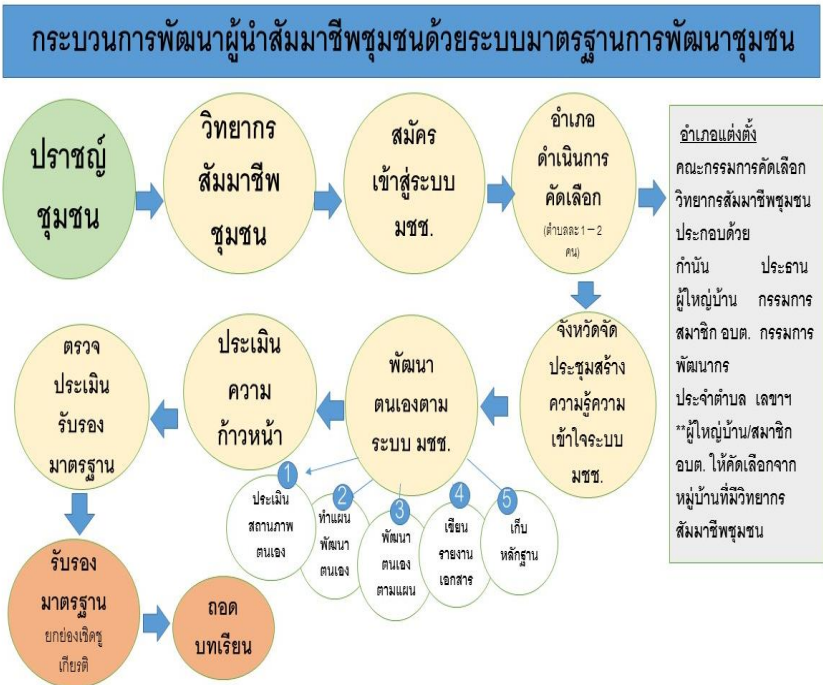 กระบวนการพัฒนาผู้นำสัมมาชีพชุมชนด้วยระบบมาตรฐานการพัฒนาชุมชน
ปราชญ์
ชุมชน
วิทยากร
สัมมาชีพ
ชุมชน
สมัคร
เข้าสู่ระบบ
มชช.
อำเภอ
ดำเนินการ
คัดเลือก
(ตำบลละ 1 – 2
คน)
อำเภอแต่งตั้ง
คณะกรรมการคัดเลือก
วิทยากรสัมมาชีพชุมชน
ประกอบด้วย
กำนัน ประธาน
ผู้ใหญ่บ้าน กรรมการ
สมาชิก อบต. กรรมการ
พัฒนากร
ประจำตำบล เลขาฯ
**ผู้ใหญ่บ้าน/สมาชิก
อบต. ให้คัดเลือกจาก
หมู่บ้านที่มีวิทยากร
สัมมาชีพชุมชน
จังหวัดจัด
ประชุมสร้าง
ความรู้ความ
เข้าใจระบบ
มชช.
พัฒนา
ตนเองตาม
ระบบ มชช.
1
ประเมิน
สถานภาพ
ตนเอง
2
ทำแผน
พัฒนา
ตนเอง
3
พัฒนา
ตนเอง
ตามแผน
4
เขียน
รายงาน
เอกสาร
5
เก็บ
หลักฐาน
ประเมิน
ความ
ก้าวหน้า
ตรวจ
ประเมิน
รับรอง
มาตรฐาน
รับรอง
มาตรฐาน
ยกย่องเชิดชู
เกียรติ
ถอด
บทเรียน